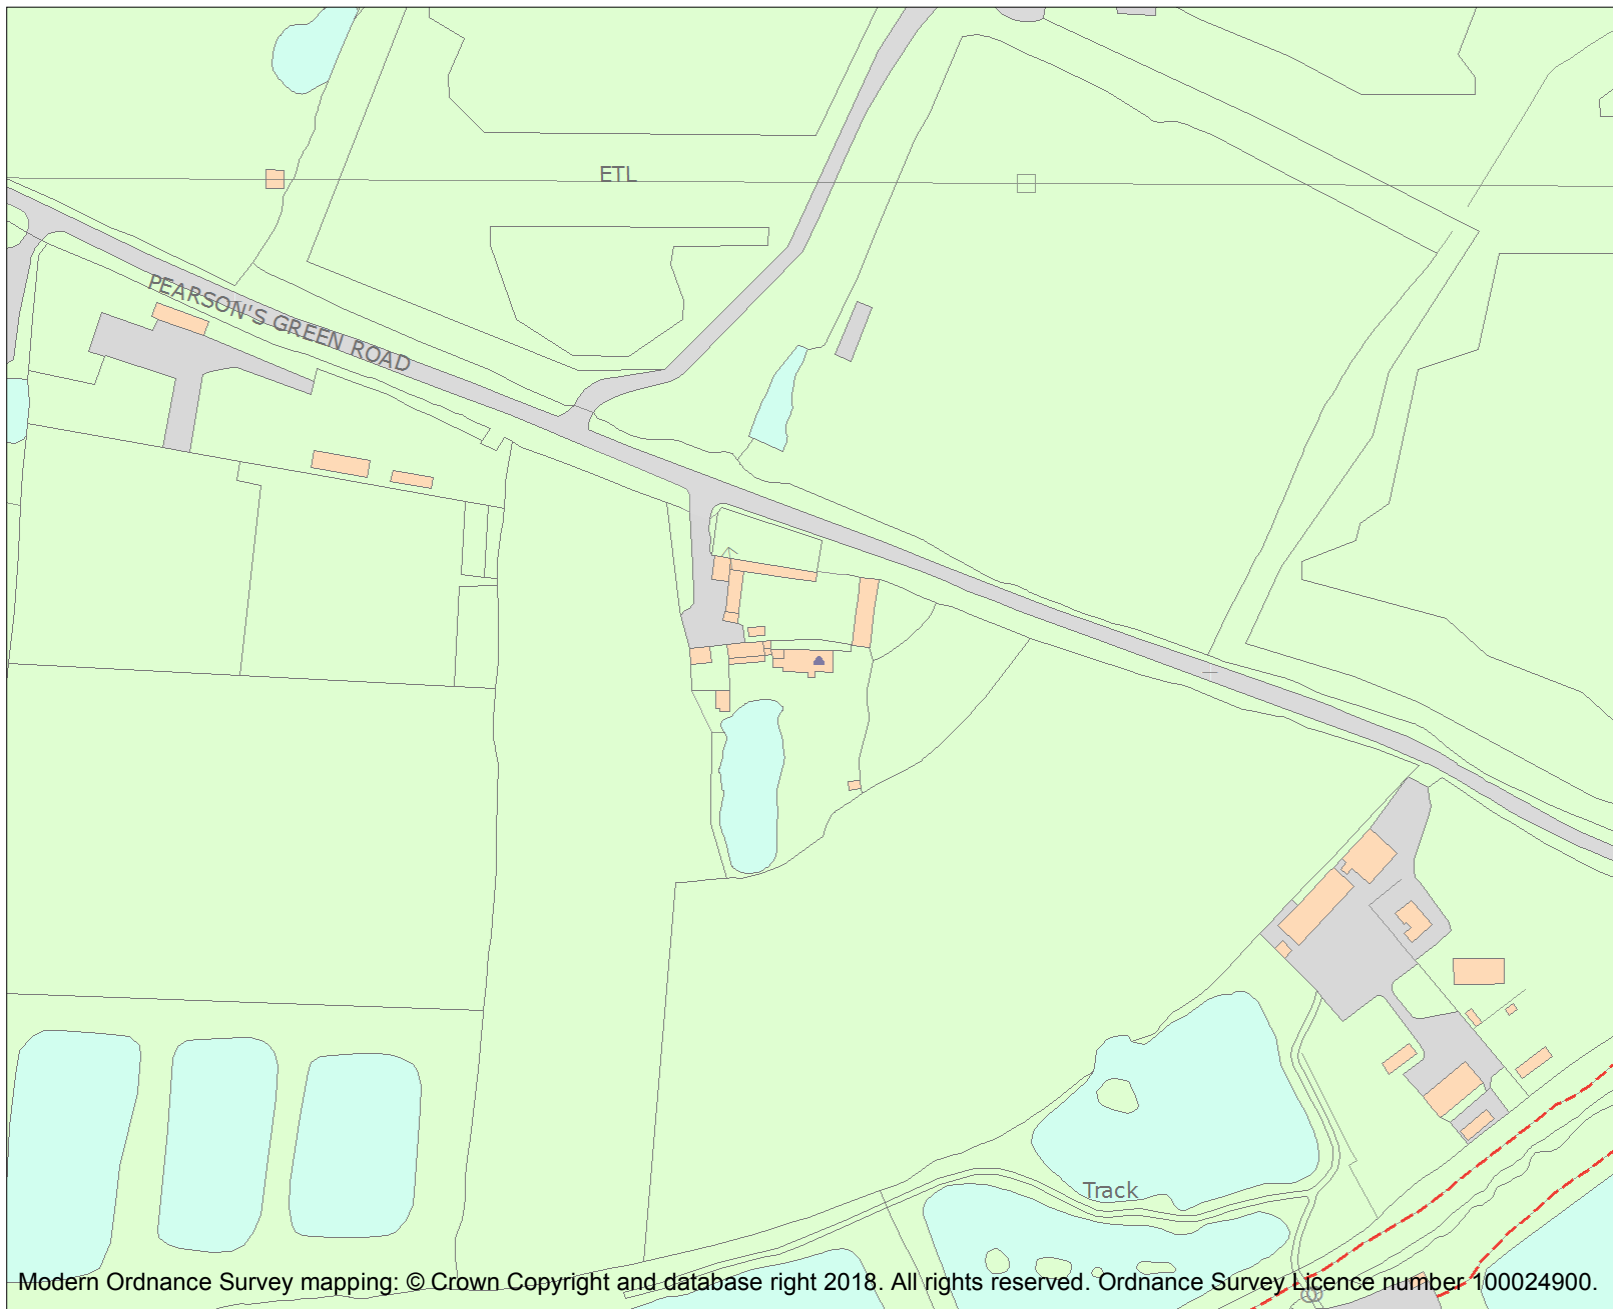 ETL
PEARSON'S GREEN ROAD
Track
Modern Ordnance Survey mapping: © Crown Copyright and database right 2018. All rights reserved. Ordnance Survey Licence number 100024900.